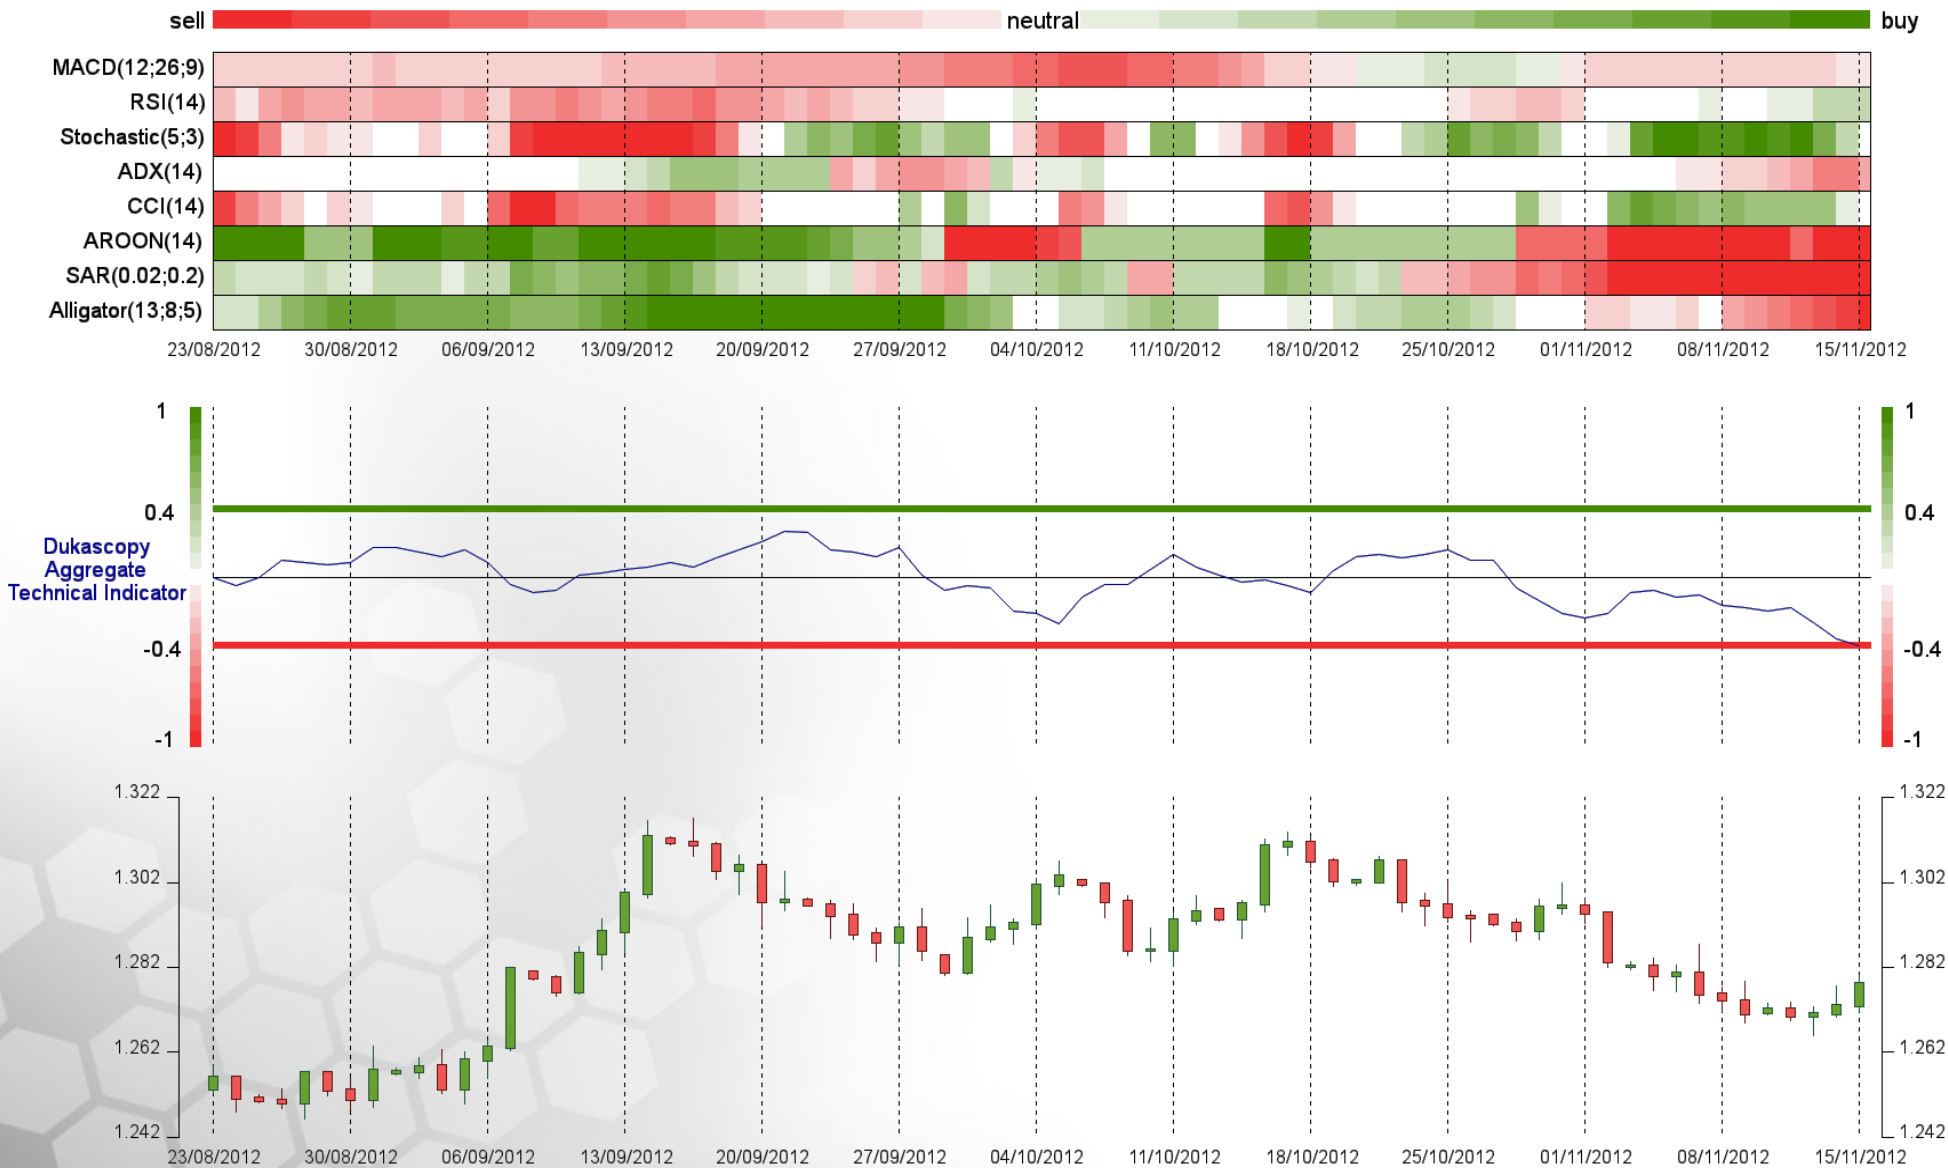 sell neutral buy
MACD(12;26;9)
RSI(14)
Stochastic(5;3)
ADX(14)
CCI(14)
AROON(14)
SAR(0.02;0.2)
Alligator(13;8;5)
23/08/2012 30/08/2012 06/09/2012 13/09/2012 20/09/2012 27/09/2012 04/10/2012 11/10/2012 18/10/2012 25/10/2012 01/11/2012 08/11/2012 15/11/2012
1 1
0.4 0.4
Dukascopy
Aggregate
Technical Indicator
-0.4 -0.4
-1 -1
1.322 1.322
1.302 1.302
1.282 1.282
1.262 1.262
1.242 1.242
23/08/2012 30/08/2012 06/09/2012 13/09/2012 20/09/2012 27/09/2012 04/10/2012 11/10/2012 18/10/2012 25/10/2012 01/11/2012 08/11/2012 15/11/2012